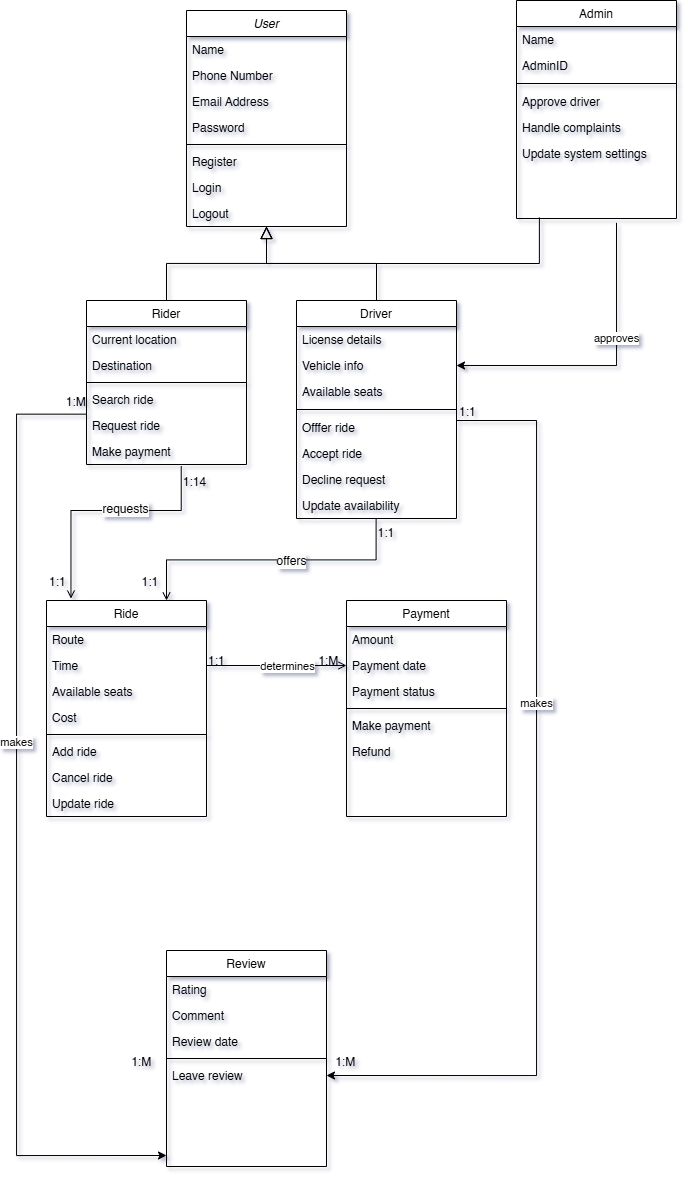 User
Name
Phone Number
Email Address
Password
Register
Login
Logout
Admin
Name
AdminID
Approve driver
Handle complaints
Update system settings
approves
Rider
Current location
Destination
Search ride
Request ride
Make payment
1:M
1:14
requests
1:1
Driver
License details
Vehicle info
Available seats
Offfer ride
Accept ride
Decline request
Update availability
1:1
1:1
offers
1:1
Ride
Route
Time
Available seats
Cost
Add ride
Cancel ride
Update ride
1:1
determines
1:M
Payment
Amount
Payment date
Payment status
Make payment
Refund
makes
makes
Review
Rating
Comment
Review date
Leave review
1:M
1:M